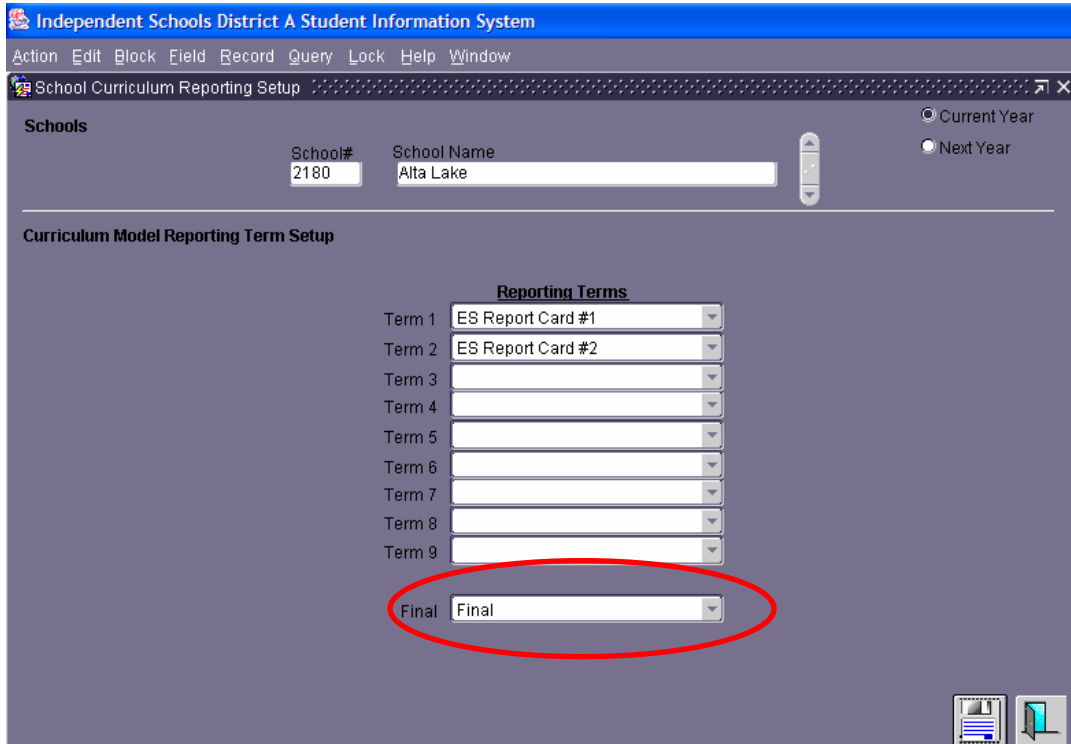 Independent Schools District A Student Information System
Action Edit Block Field Record Query Lock Help Window
School Curriculum Reporting Setup
Schools
Current Year
Next Year
School# School Name
2180 Alta Lake
Curriculum Model Reporting Term Setup
Reporting Terms
Term 1 ES Report Card #1
Term 2 ES Report Card #2
Term 3
Term 4
Term 5
Term 6
Term 7
Term 8
Term 9
Final Final